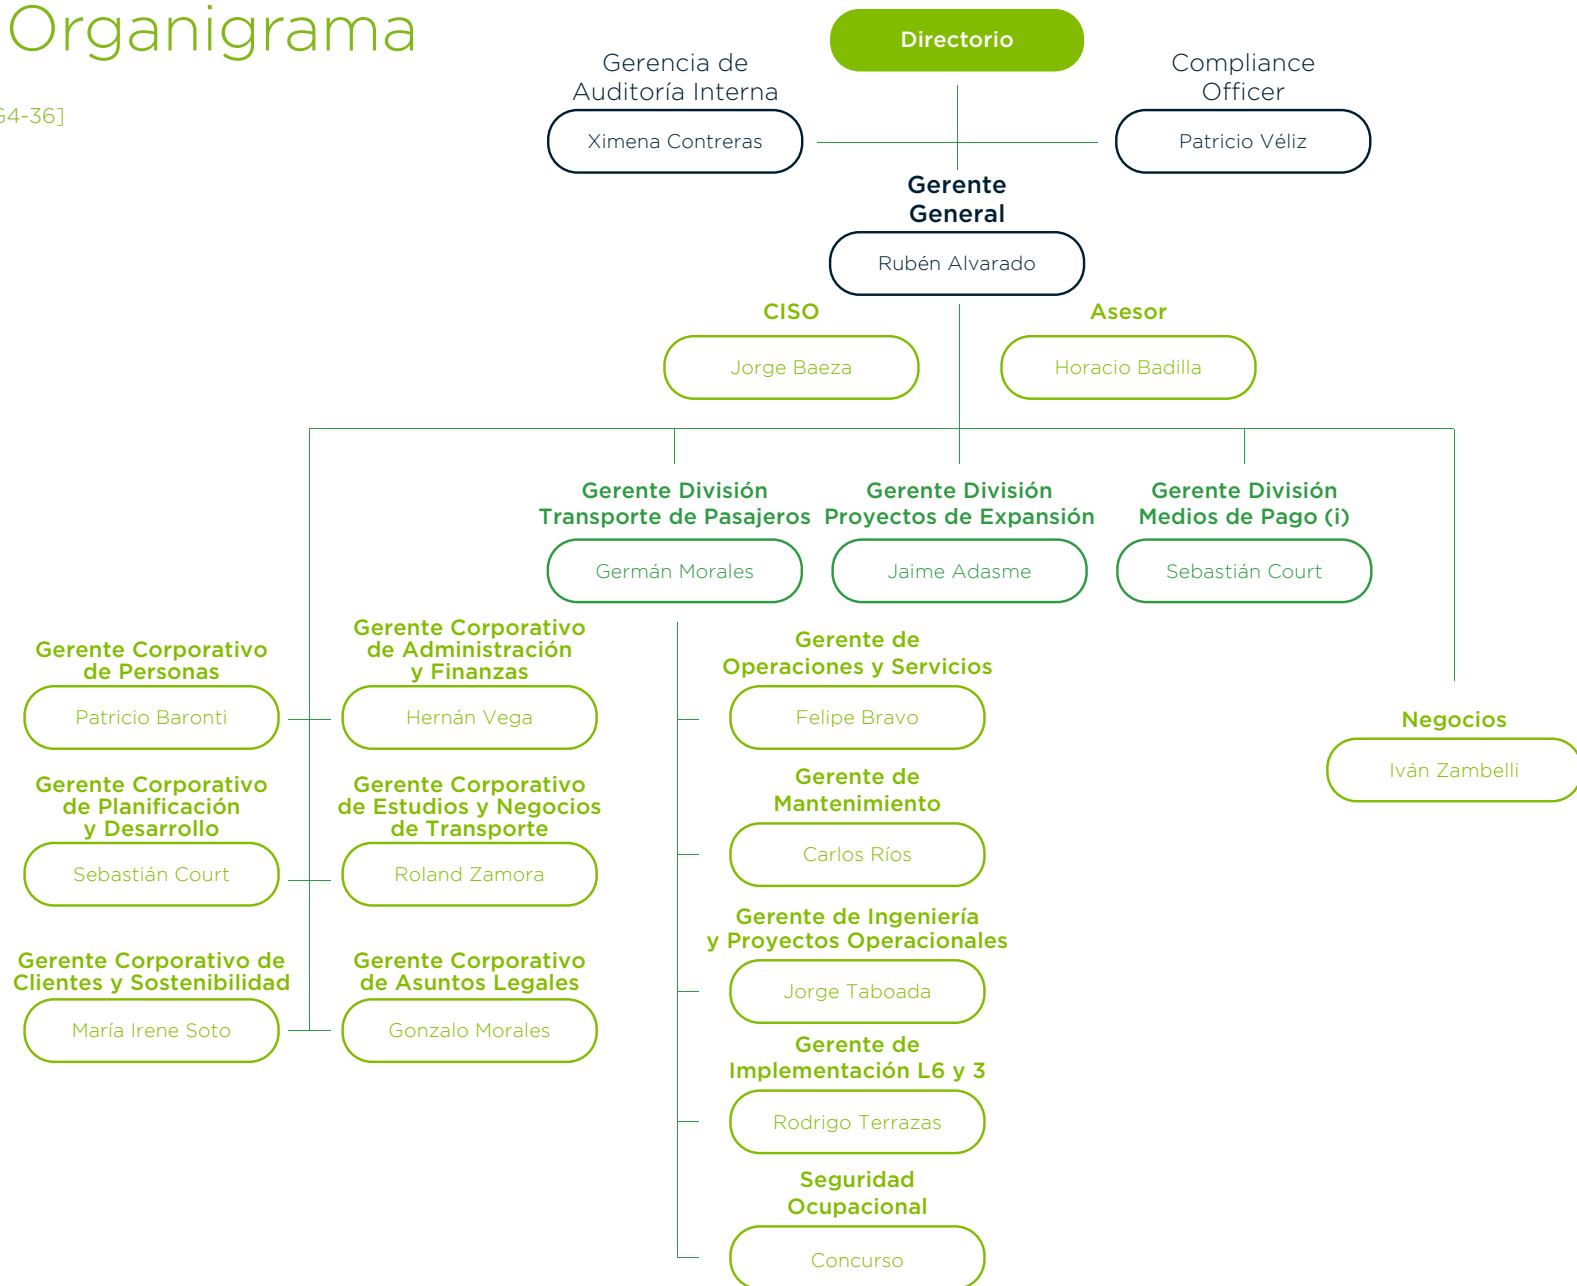 Organigrama
G4-36]
Directorio
Gerencia de
Auditoría Interna
Ximena Contreras
Compliance
Officer
Patricio Véliz
Gerente
General
Rubén Alvarado
CISO
Jorge Baeza
Asesor
Horacio Badilla
Gerente División
Transporte de Pasajeros
Germán Morales
Gerente División
Proyectos de Expansión
Jaime Adasme
Gerente División
Medios de Pago (i)
Sebastián Court
Gerente Corporativo
de Personas
Patricio Baronti
Gerente Corporativo
de Administración
y Finanzas
Hernán Vega
Gerente Corporativo
de Planificación
y Desarrollo
Sebastián Court
Gerente Corporativo
de Estudios y Negocios
de Transporte
Roland Zamora
Gerente Corporativo de
Clientes y Sostenibilidad
María Irene Soto
Gerente Corporativo
de Asuntos Legales
Gonzalo Morales
Gerente de
Operaciones y Servicios
Felipe Bravo
Gerente de
Mantenimiento
Carlos Ríos
Gerente de Ingeniería
y Proyectos Operacionales
Jorge Taboada
Gerente de
Implementación L6 y 3
Rodrigo Terrazas
Seguridad
Ocupacional
Concurso
Negocios
Iván Zambelli